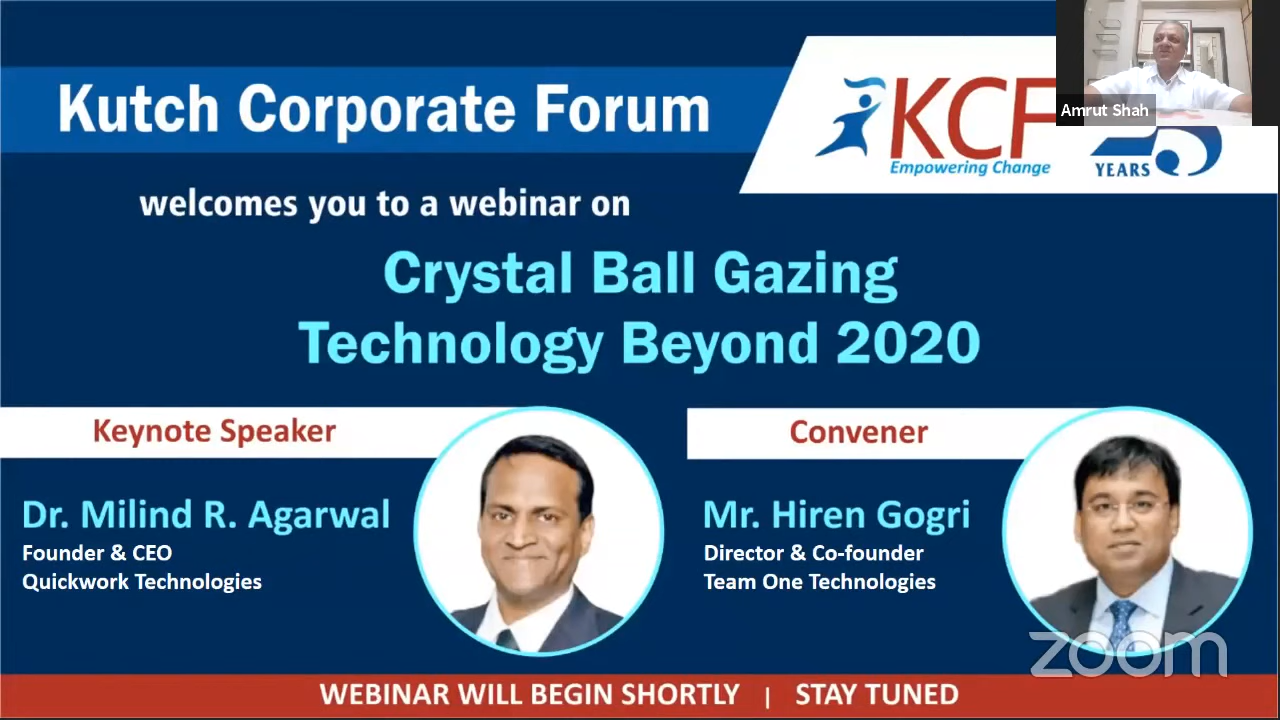 Kutch Corporate Forum
KCF
Empowering Change
25
YEARS
Amrut Shah
welcomes you to a webinar on
Crystal Ball Gazing
Technology Beyond 2020
Keynote Speaker
Dr. Milind R. Agarwal
Founder & CEO
Quickwork Technologies
Convener
Mr. Hiren Gogri
Director & Co-founder
Team One Technologies
zoom
WEBINAR WILL BEGIN SHORTLY | STAY TUNED